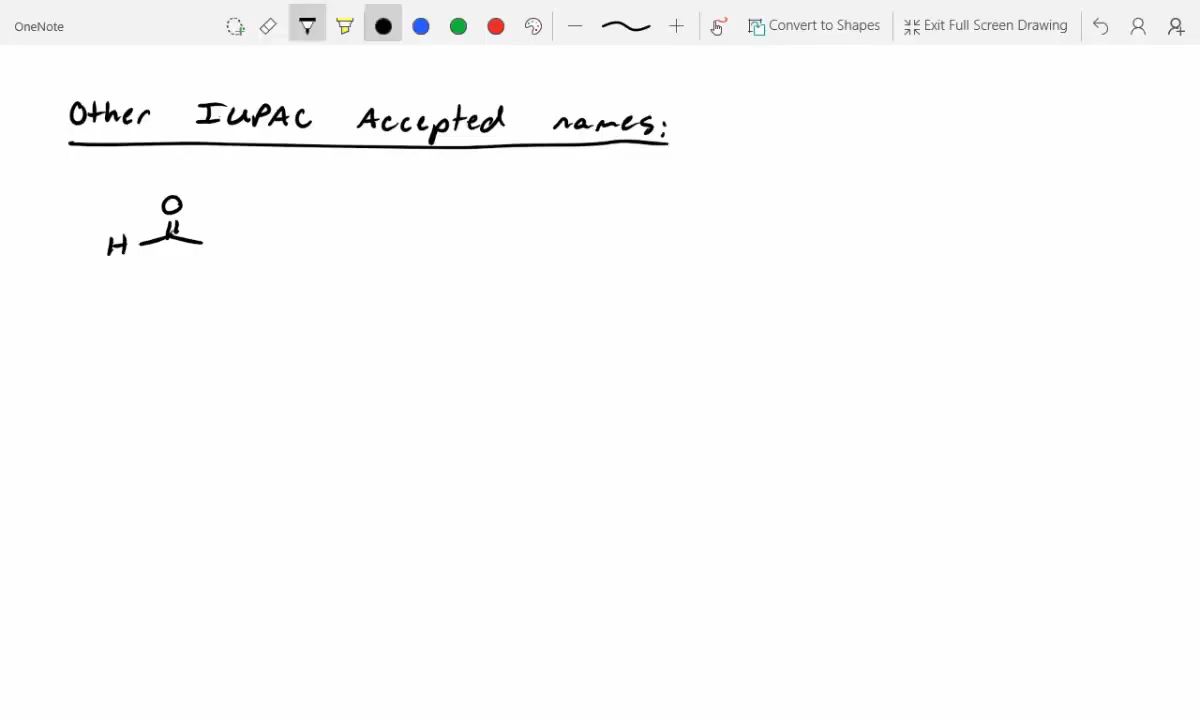 OneNote
Convert to Shapes
Exit Full Screen Drawing
Other IUPAC Accepted names:
O
H